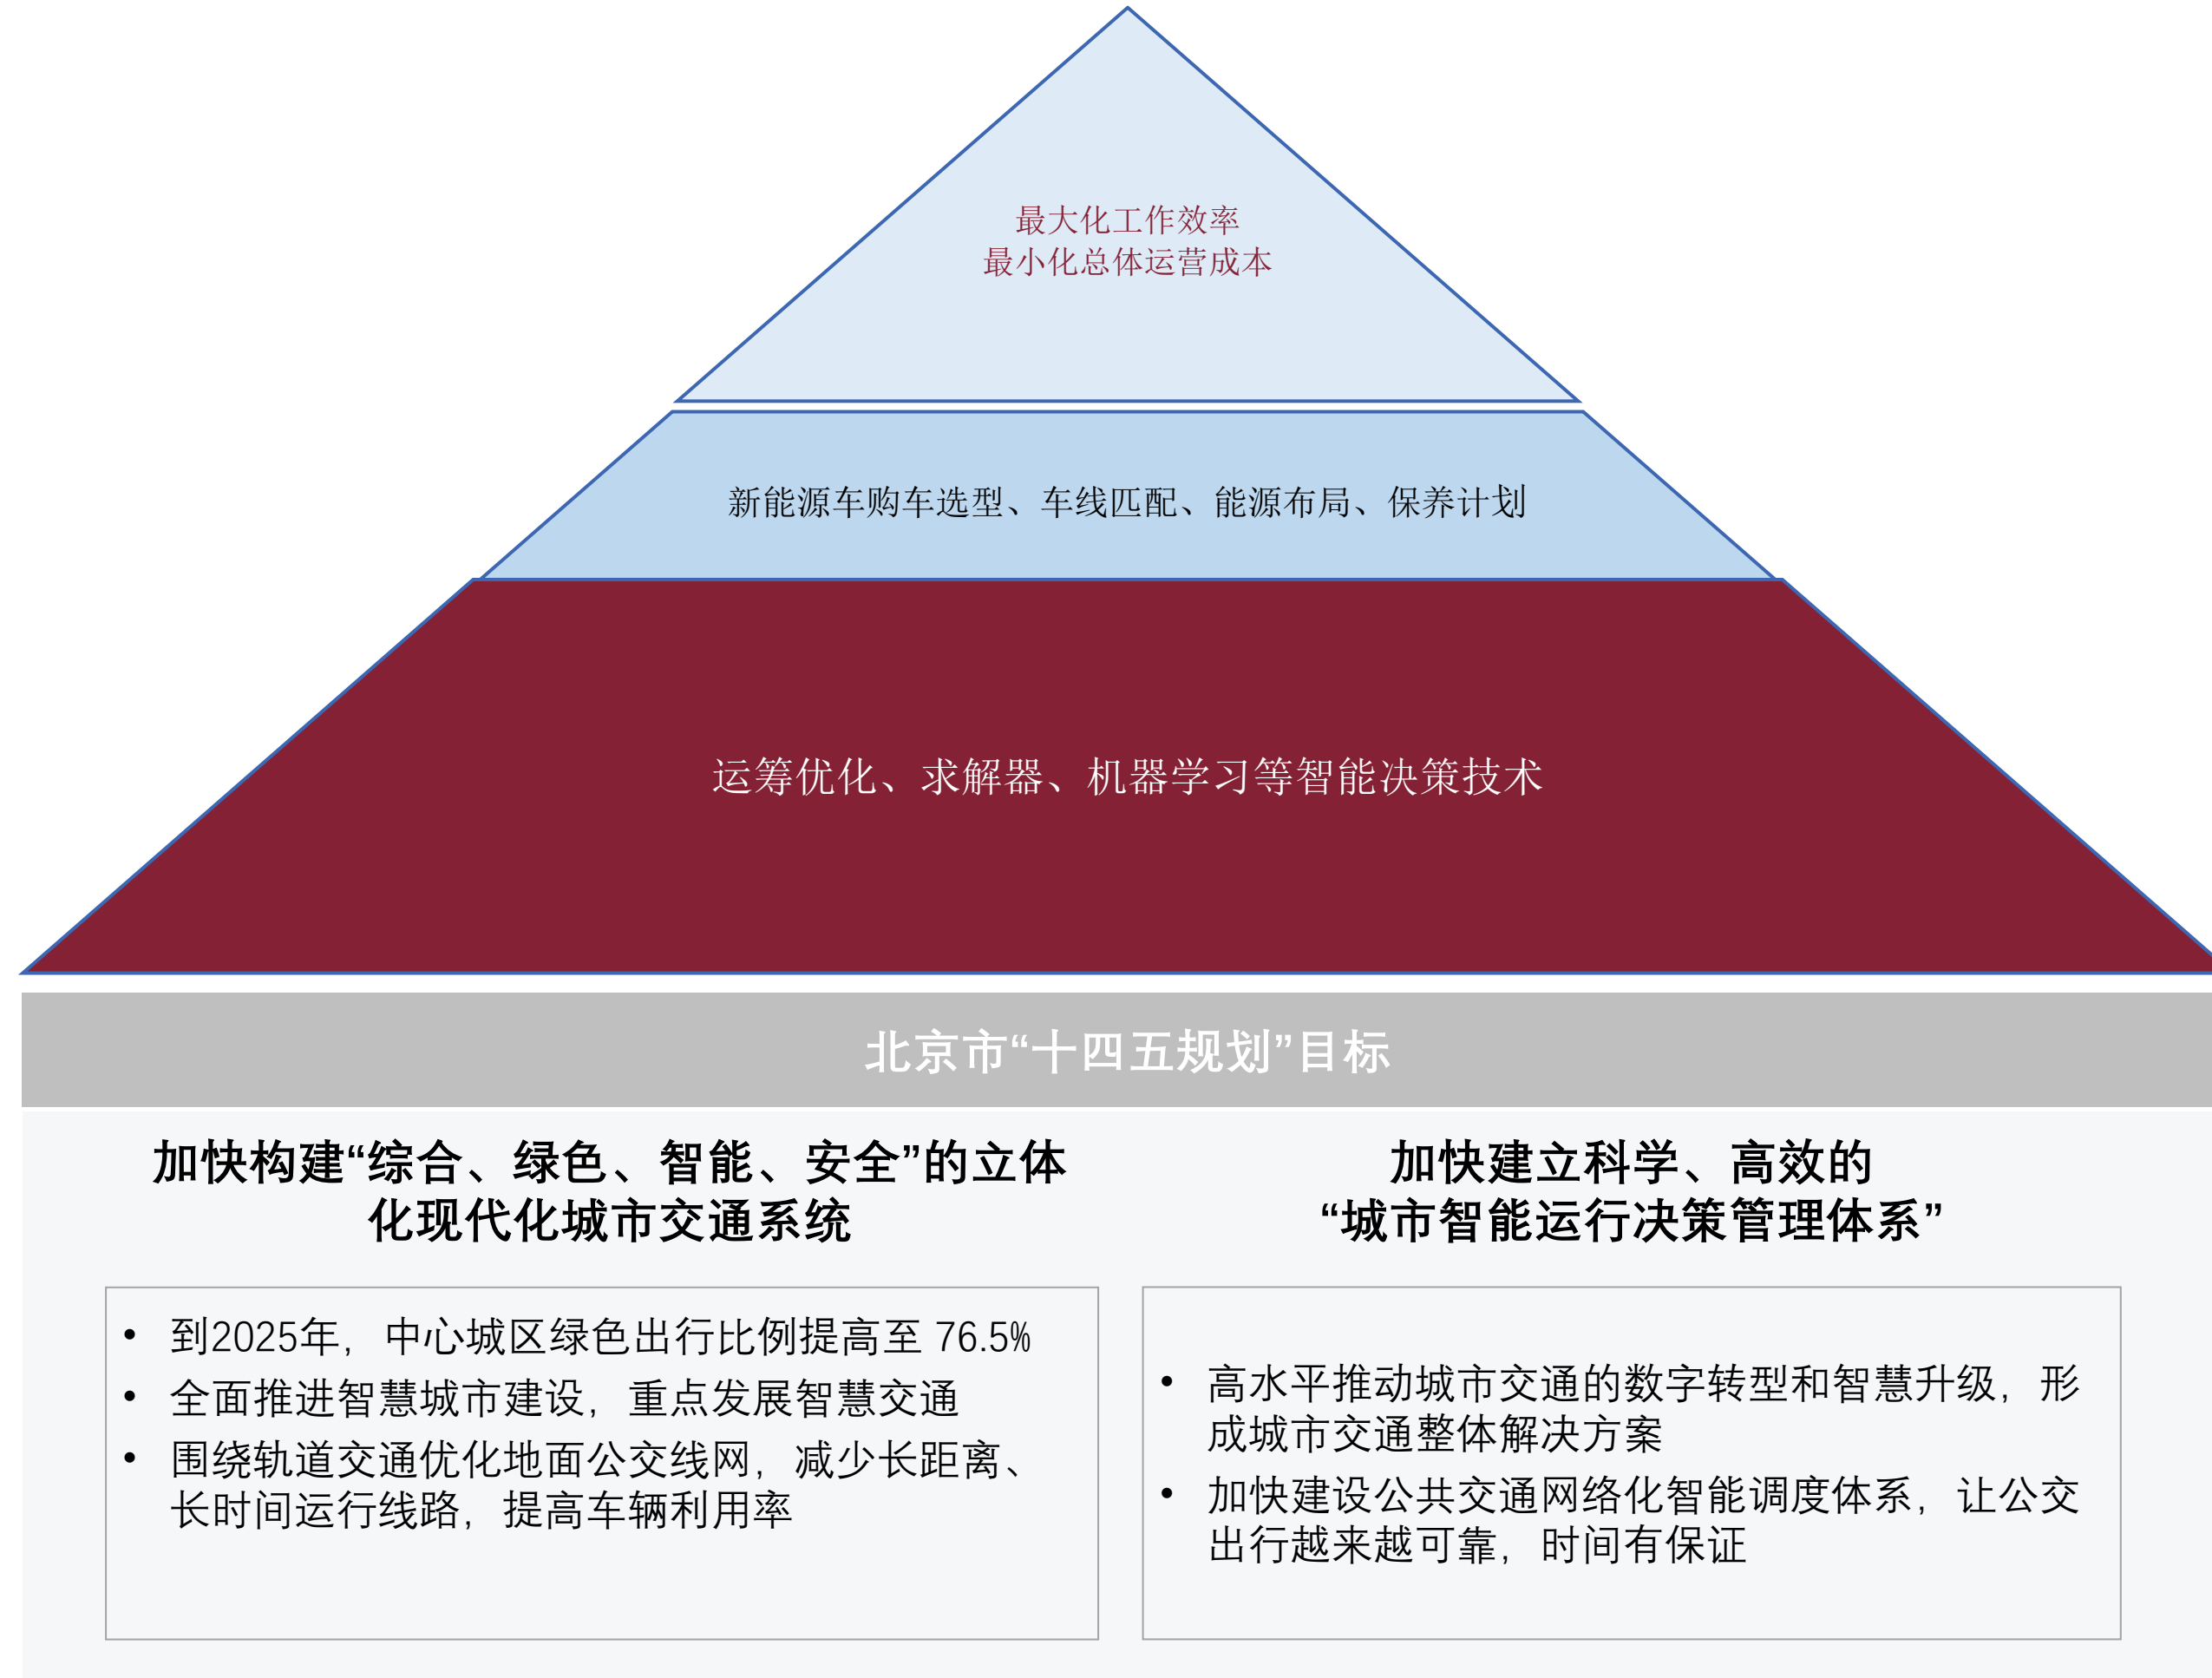 最大化工作效率
最小化总体运营成本
新能源车购车选型、车线匹配、能源布局、保养计划
运筹优化、求解器、机器学习等智能决策技术
北京市“十四五规划”目标
加快构建“综合、绿色、智能、安全”的立体
化现代化城市交通系统
• 到2025年，中心城区绿色出行比例提高至 76.5%
• 全面推进智慧城市建设，重点发展智慧交通
• 围绕轨道交通优化地面公交线网，减少长距离、
长时间运行线路，提高车辆利用率
加快建立科学、高效的
“城市智能运行决策管理体系”
• 高水平推动城市交通的数字转型和智慧升级，形
成城市交通整体解决方案
• 加快建设公共交通网络化智能调度体系，让公交
出行越来越可靠，时间有保证